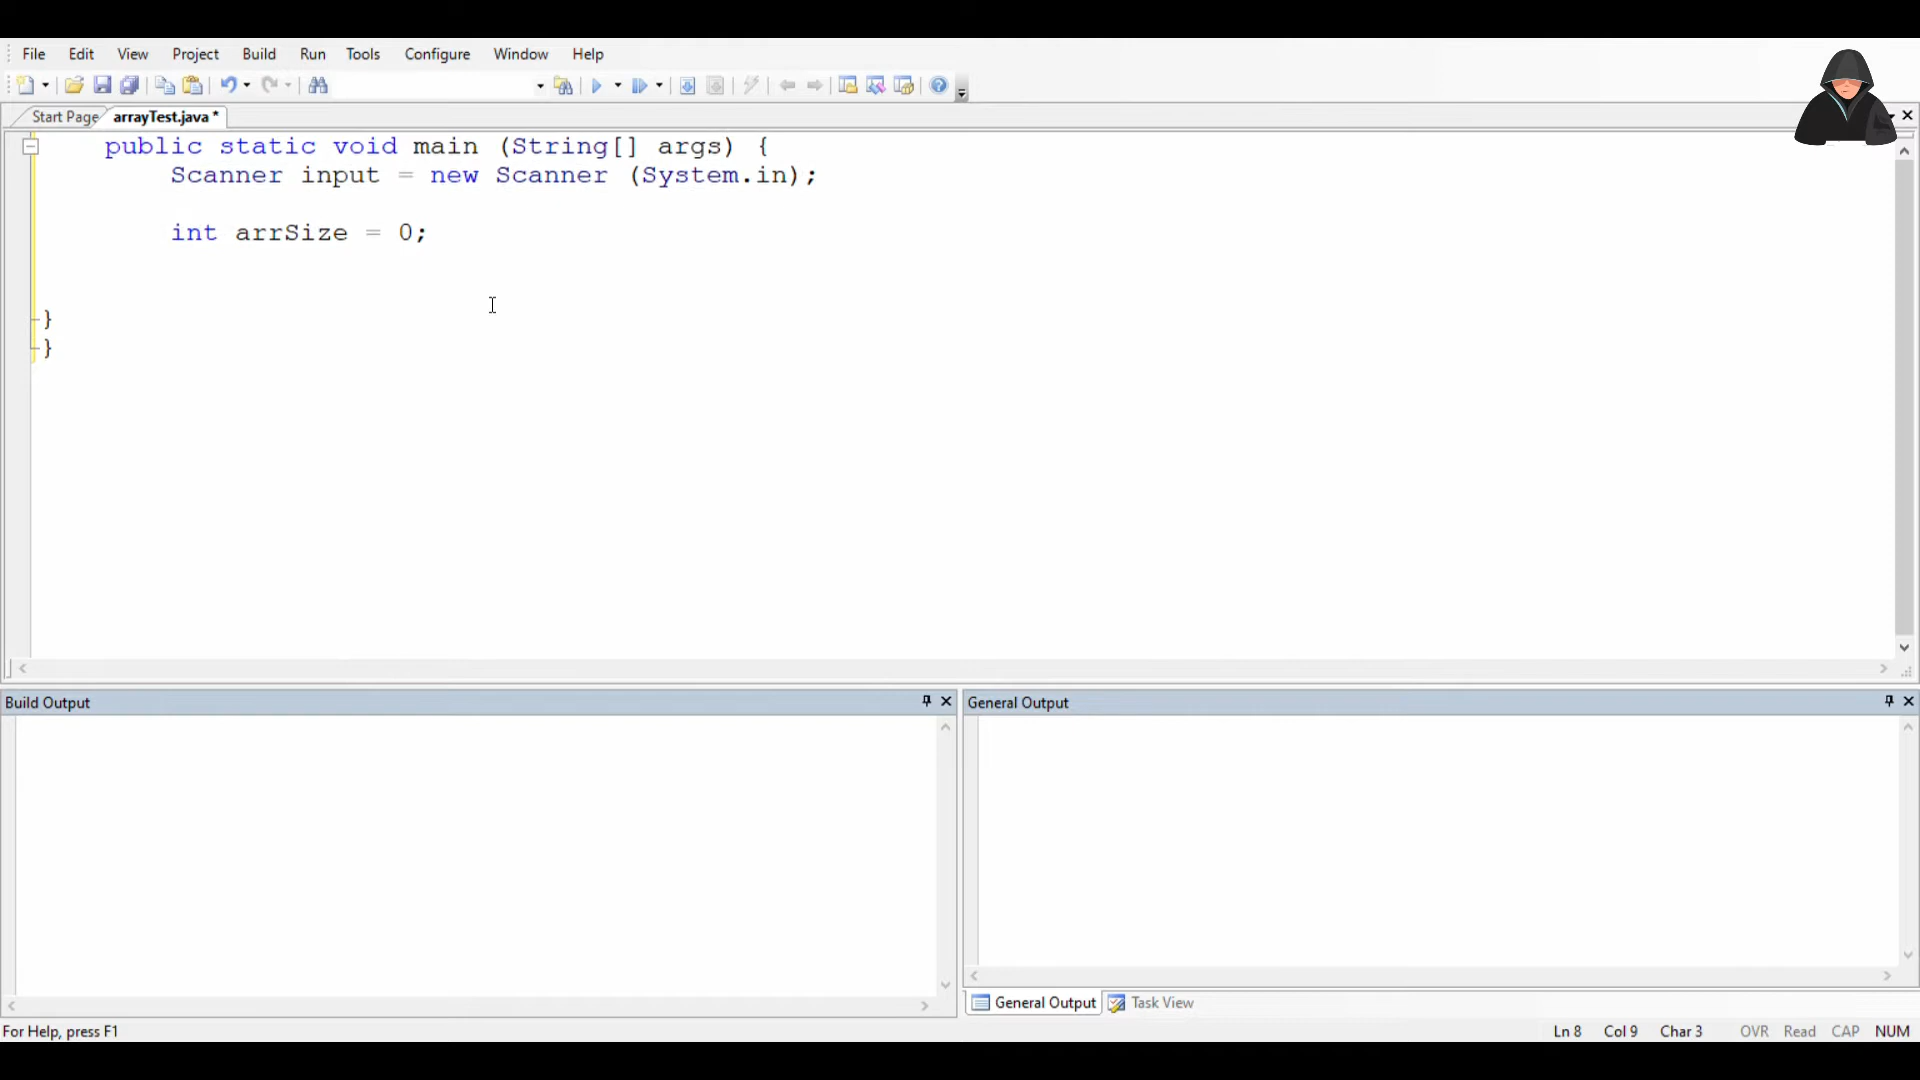 File Edit View Project Build Run Tools Configure Window Help
Start Page arrayTest.java *
public static void main (String[] args) {
Scanner input = new Scanner (System.in);
int arrSize = 0;
}
}
Build Output
General Output
General Output Task View
For Help, press F1 Ln 8 Col 9 Char 3 OVR Read CAP NUM